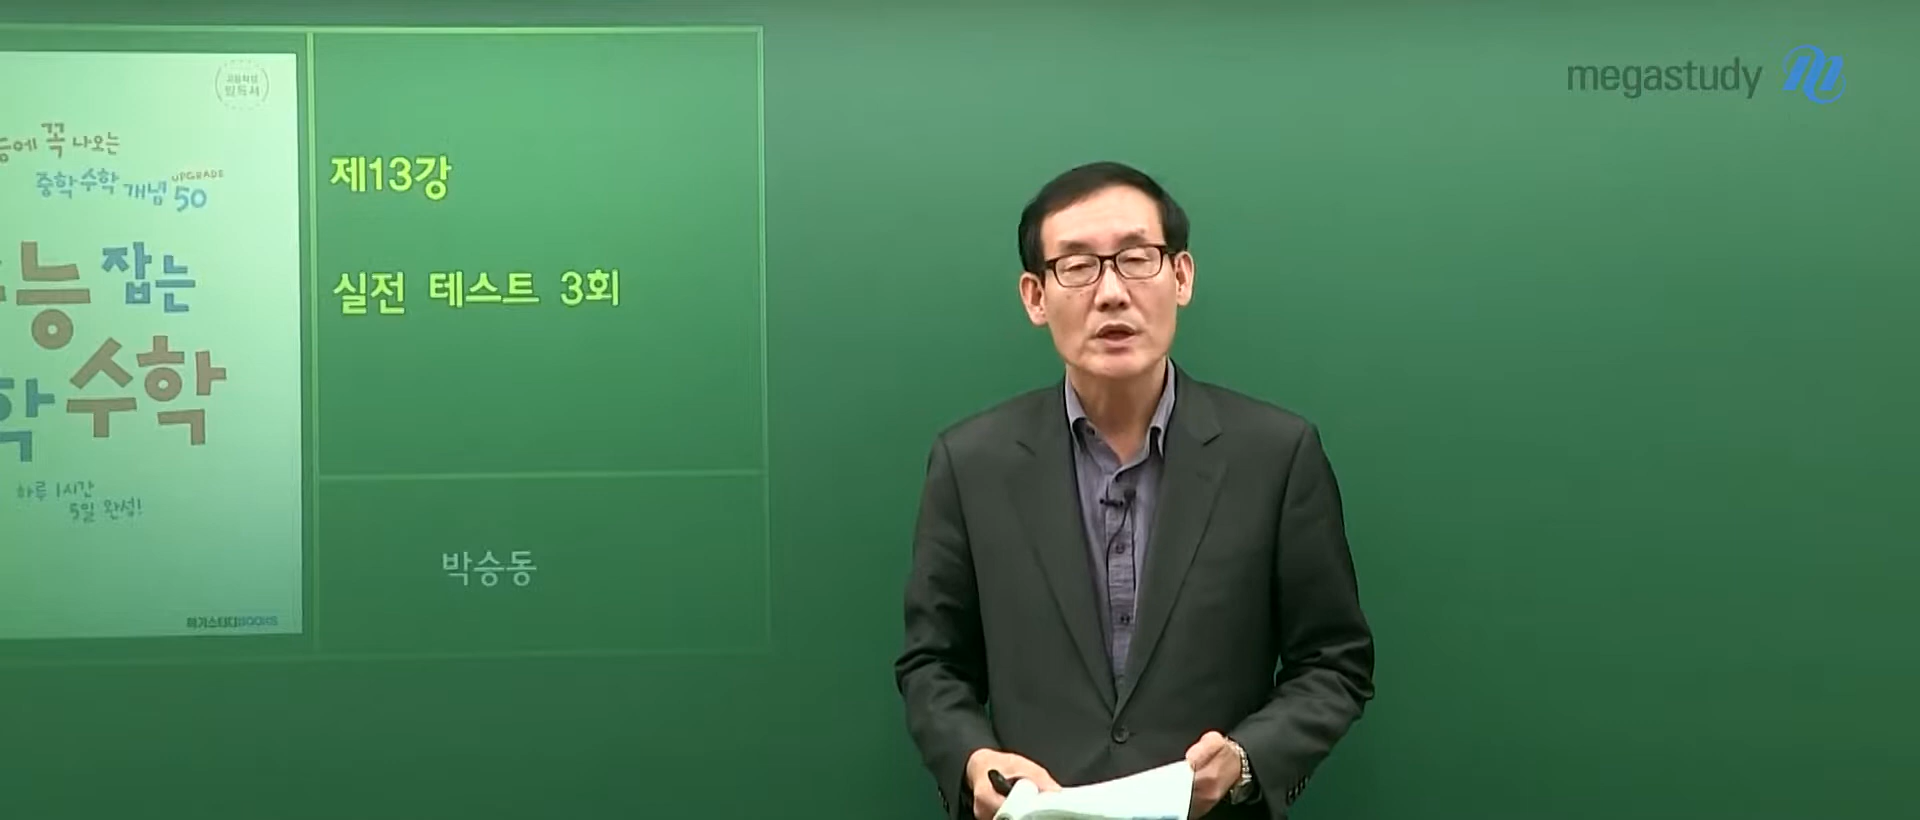 고등학생
필독서
능에 꼭 나오는
중학수학 개념 UPGRADE 50
능 잡는
학 수학
하루 1시간
5일 완성!
메가스터디BOOKS
제13강
실전 테스트 3회
박승동
megastudy